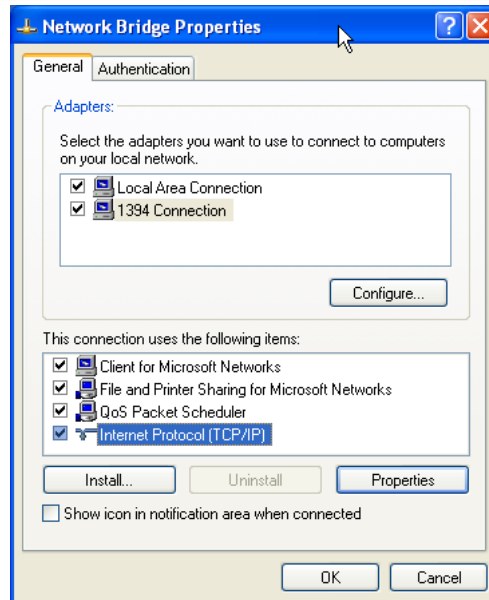 Network Bridge Properties
?
X
General
Authentication
Adapters:
Select the adapters you want to use to connect to computers
on your local network.
Local Area Connection
1394 Connection
Configure...
This connection uses the following items:
Client for Microsoft Networks
File and Printer Sharing for Microsoft Networks
QoS Packet Scheduler
Internet Protocol (TCP/IP)
Install...
Uninstall
Properties
Show icon in notification area when connected
OK
Cancel